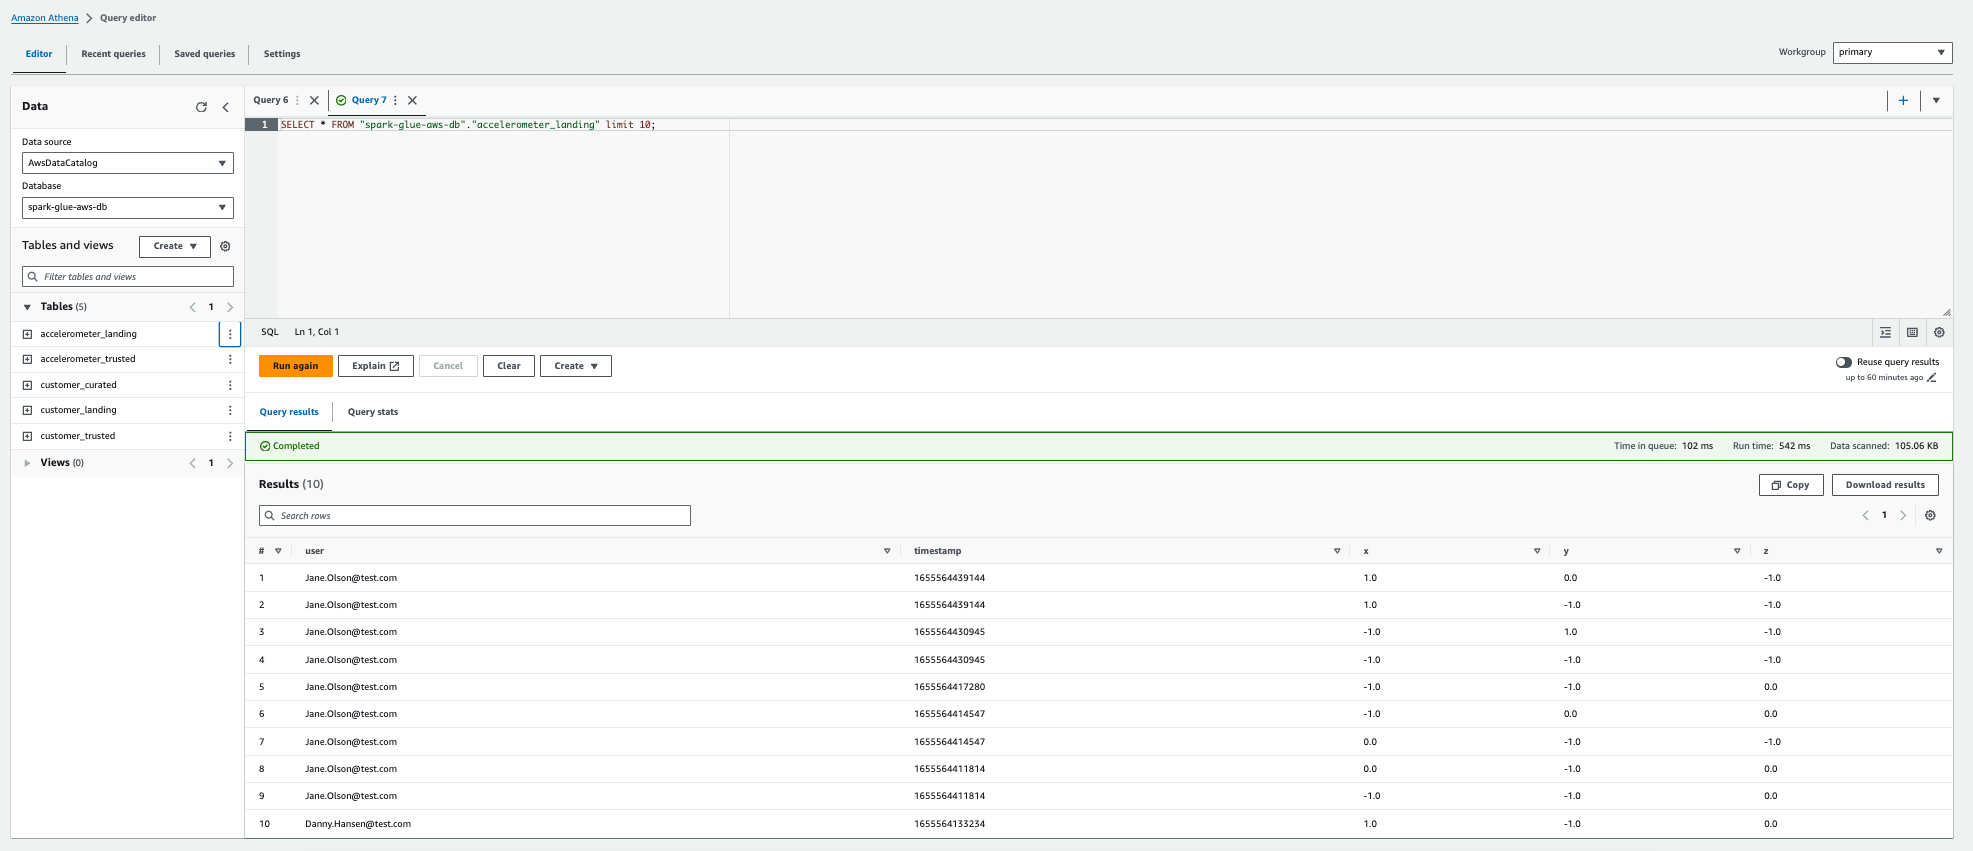 Amazon Athena > Query editor
Editor Recent queries Saved queries Settings
Workgroup primary
Data
Data source
AwsDataCatalog
Database
spark-glue-aws-db
Tables and views Create
Filter tables and views
Tables (5) 1
accelerometer_landing
accelerometer_trusted
customer_curated
customer_landing
customer_trusted
Views (0) 1
Query 6 Query 7
1 SELECT * FROM "spark-glue-aws-db"."accelerometer_landing" limit 10;
SQL Ln 1, Col 1
Run again Explain Cancel Clear Create
Reuse query results
up to 60 minutes ago
Query results Query stats
Completed Time in queue: 102 ms Run time: 542 ms Data scanned: 105.06 KB
Results (10) Copy Download results
Search rows 1
# user timestamp x y z
1 Jane.Olson@test.com 1655564439144 1.0 0.0 -1.0
2 Jane.Olson@test.com 1655564439144 1.0 -1.0 -1.0
3 Jane.Olson@test.com 1655564430945 -1.0 1.0 -1.0
4 Jane.Olson@test.com 1655564430945 -1.0 -1.0 -1.0
5 Jane.Olson@test.com 1655564417280 -1.0 -1.0 0.0
6 Jane.Olson@test.com 1655564414547 -1.0 0.0 0.0
7 Jane.Olson@test.com 1655564414547 0.0 -1.0 -1.0
8 Jane.Olson@test.com 1655564411814 0.0 -1.0 0.0
9 Jane.Olson@test.com 1655564411814 -1.0 -1.0 0.0
10 Danny.Hansen@test.com 1655564133234 1.0 -1.0 0.0